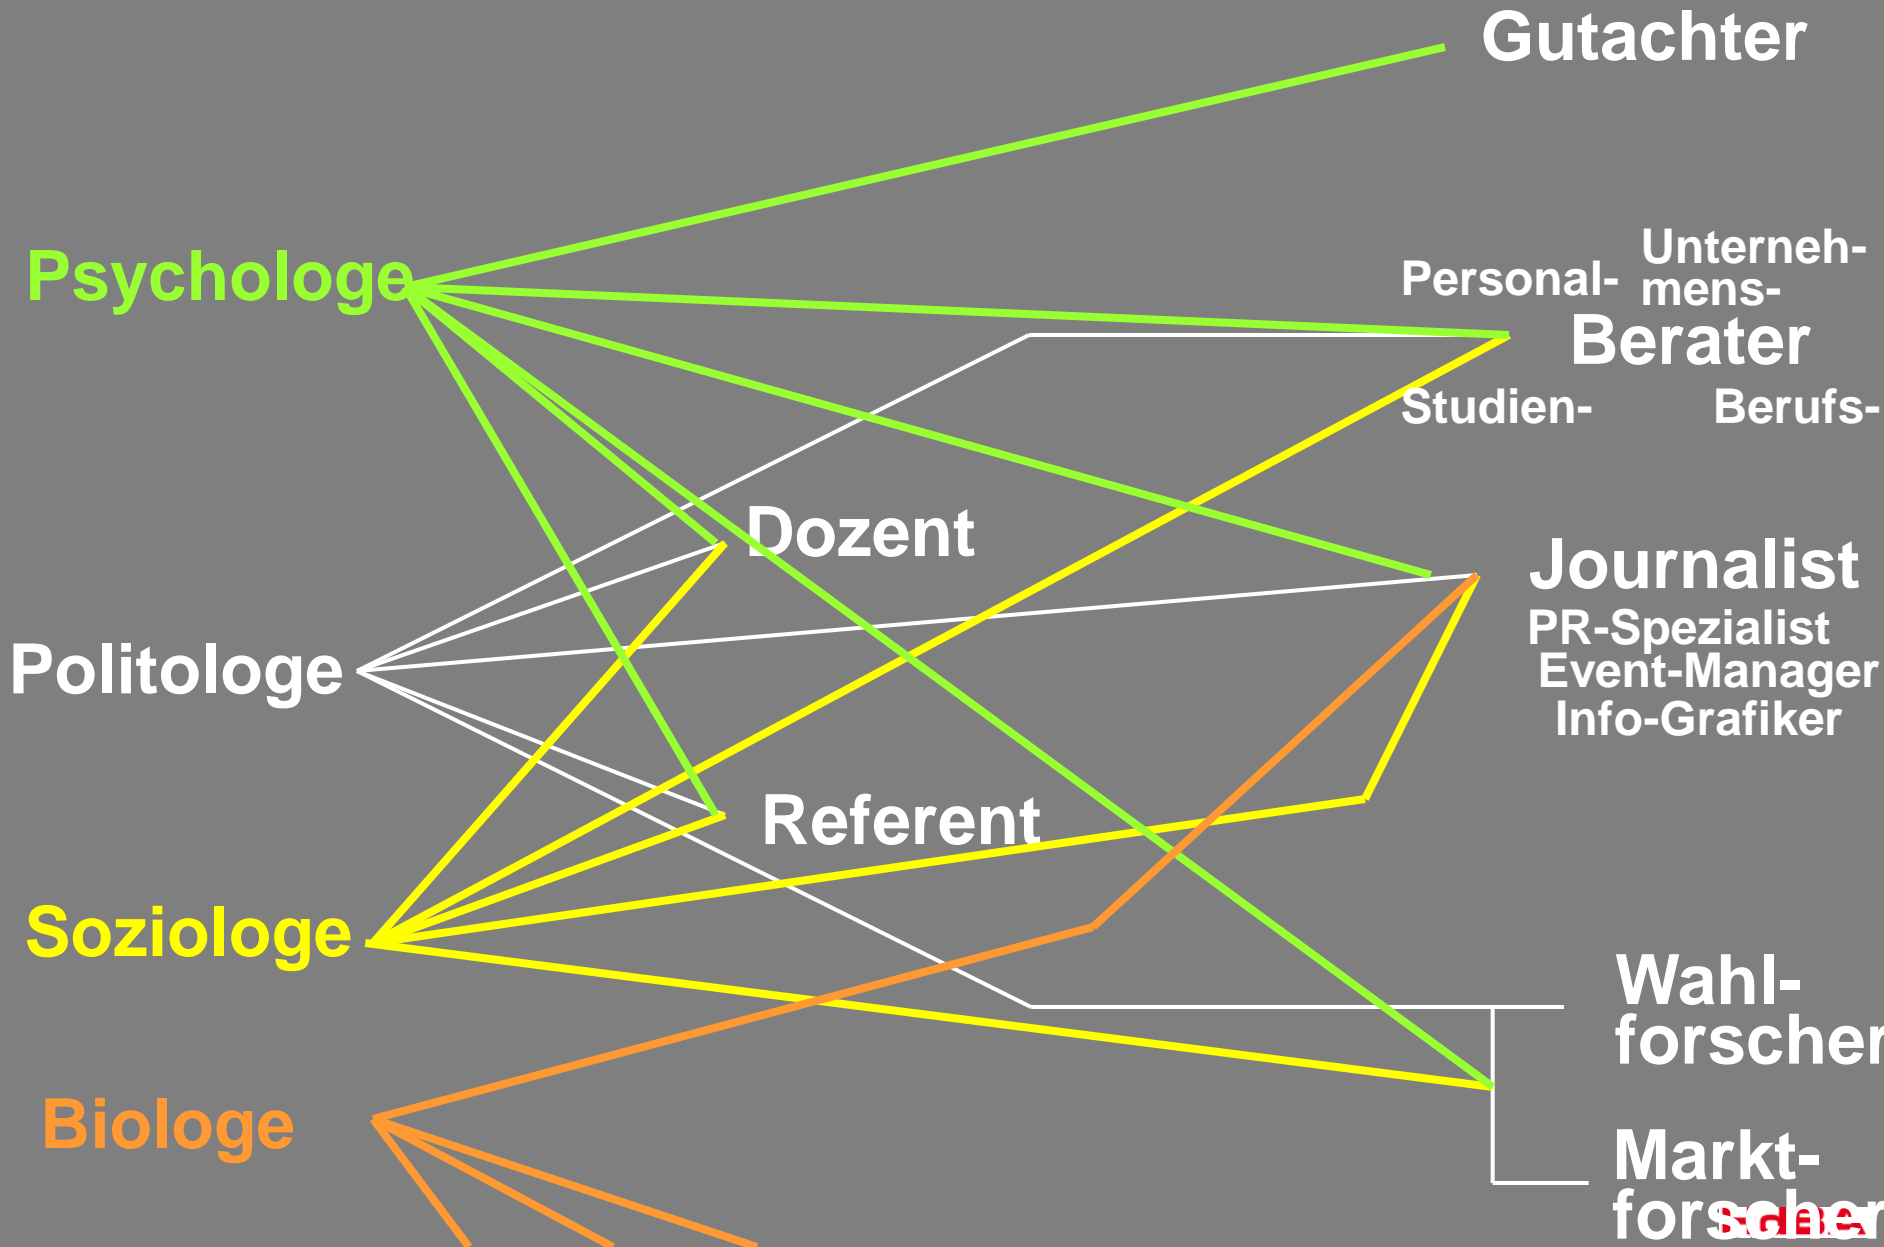 Gutachter
Psychologe
Personal-
Unterneh-
mens-
Berater
Studien-
Berufs-
Dozent
Journalist
PR-Spezialist
Event-Manager
Info-Grafiker
Politologe
Referent
Soziologe
Wahl-
forscher
Biologe
Markt-
forscher